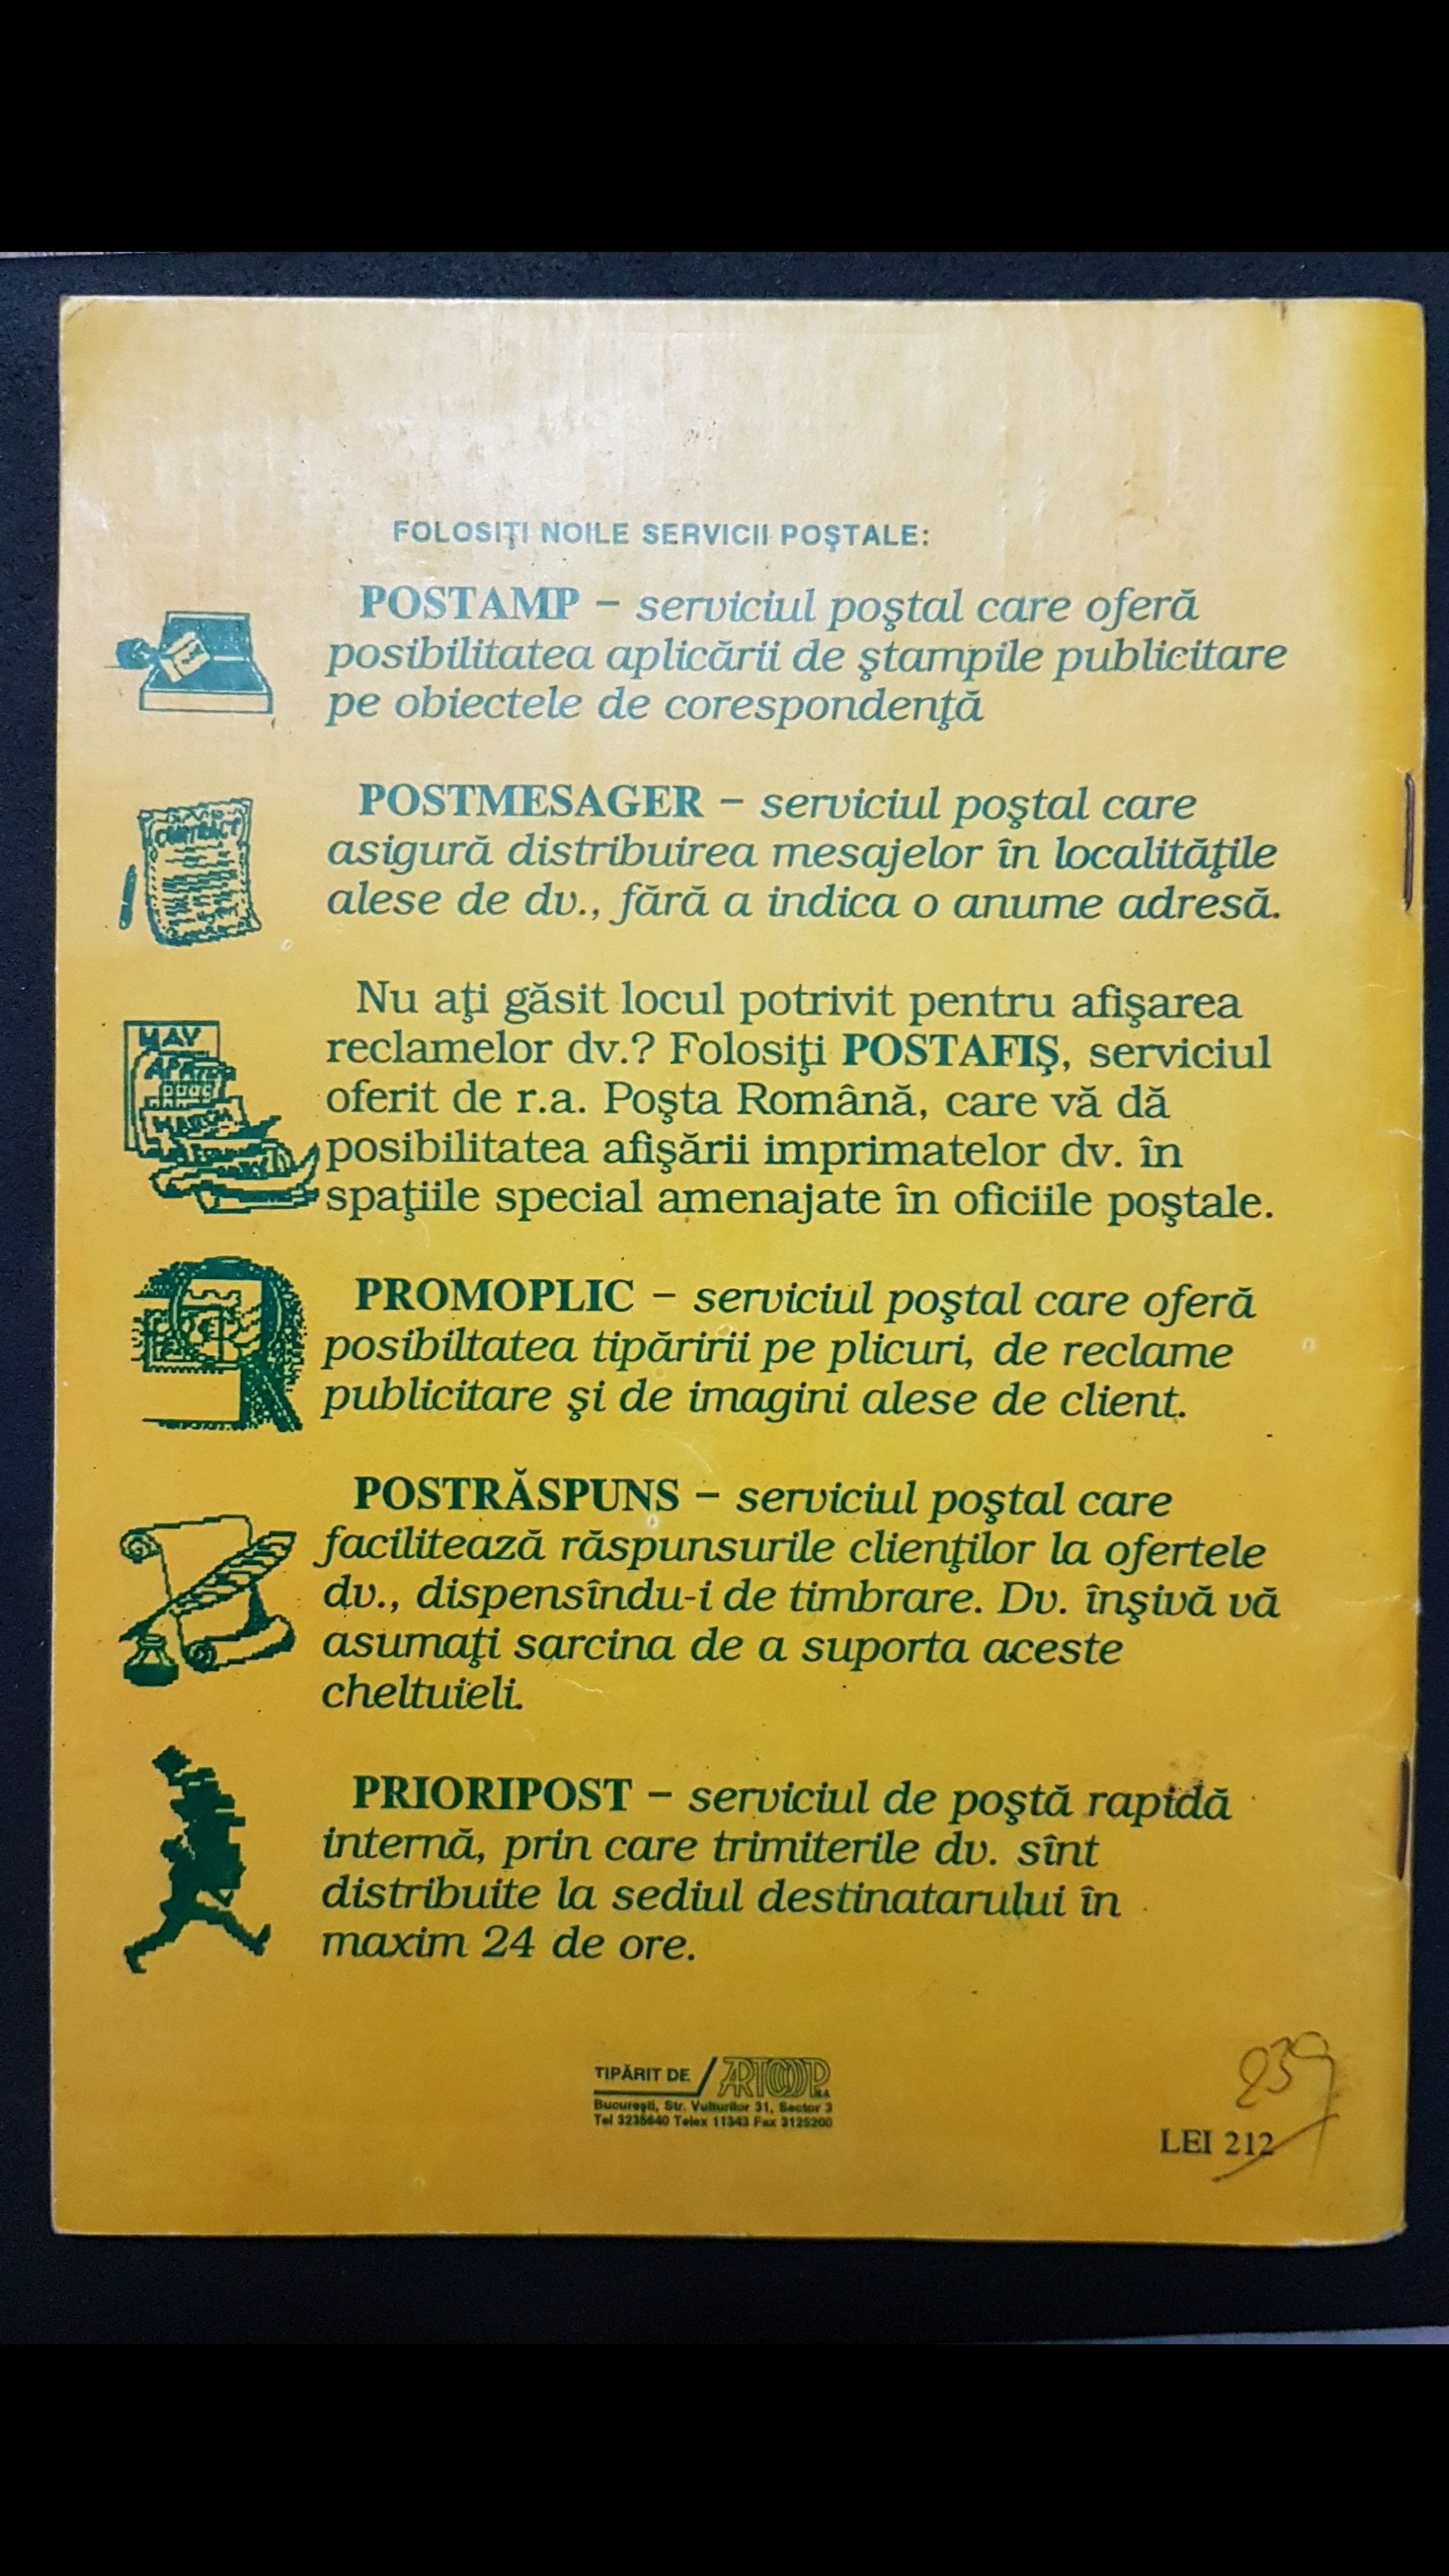 FOLOSIŢI NOILE SERVICII POŞTALE:
POSTAMP – serviciul poştal care oferă
posibilitatea aplicării de ştampile publicitare
pe obiectele de corespondenţă
CONTRACT
POSTMESAGER – serviciul poştal care
asigură distribuirea mesajelor în localităţile
alese de dv., fără a indica o anume adresă.
MAY
APRIL
MARCH
Nu aţi găsit locul potrivit pentru afişarea
reclamelor dv.? Folosiţi POSTAFIŞ, serviciul
oferit de r.a. Poşta Română, care vă dă
posibilitatea afişării imprimatelor dv. în
spaţiile special amenajate în oficiile poştale.
PROMOPLIC – serviciul poştal care oferă
posibiltatea tipăririi pe plicuri, de reclame
publicitare şi de imagini alese de client.
POSTRĂSPUNS – serviciul poştal care
facilitează răspunsurile clienţilor la ofertele
dv., dispensîndu-i de timbrare. Dv. înşivă vă
asumaţi sarcina de a suporta aceste
cheltuieli.
PRIORIPOST – serviciul de poştă rapidă
internă, prin care trimiterile dv. sînt
distribuite la sediul destinatarului în
maxim 24 de ore.
TIPĂRIT DE ARTCOOP R.A.
Bucureşti, Str. Vulturilor 31, Sector 3
Tel 3235640 Telex 11343 Fax 3125200
239
LEI 212